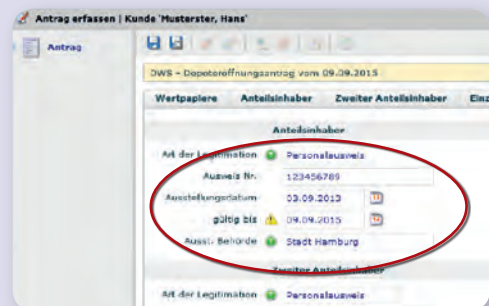 Antrag erfassen | Kunde 'Musterster, Hans'
Antrag
DWS - Depoteröffnungsantrag vom 09.09.2015
Wertpapiere Anteilsinhaber Zweiter Anteilsinhaber Einz
Anteilsinhaber
Art der Legitimation Personalausweis
Ausweis Nr. 123456789
Ausstellungsdatum 03.09.2013
gültig bis 09.09.2015
Ausst. Behörde Stadt Hamburg
Zweiter Anteilsinhaber
Art der Legitimation Personalausweis